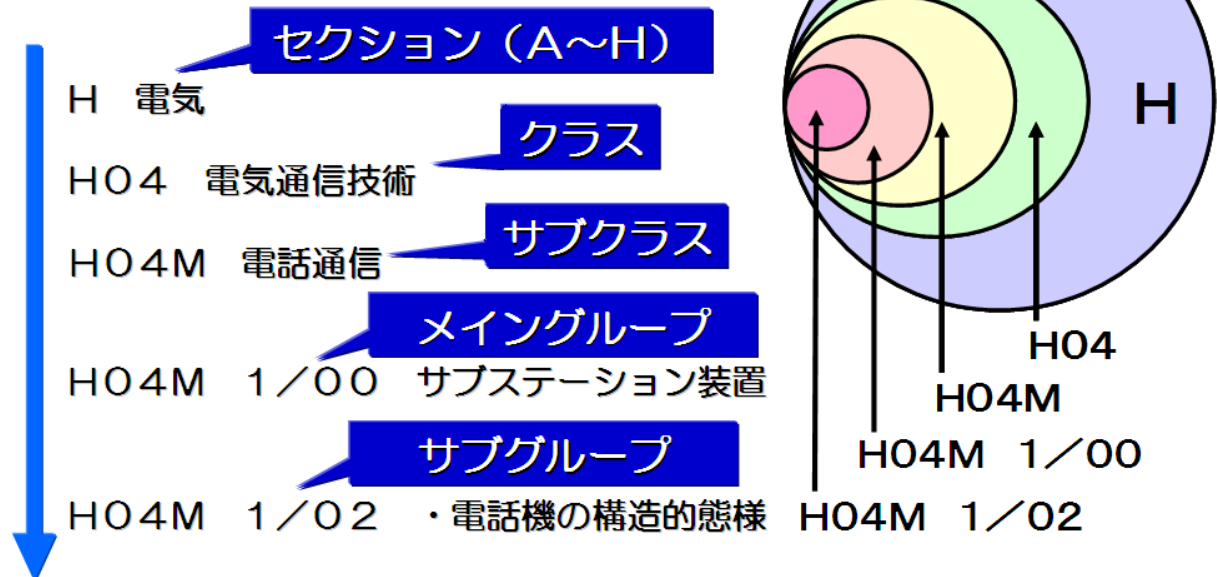 セクション（A～H）
H　電気
クラス
H04　電気通信技術
サブクラス
H04M　電話通信
メイングループ
H04M　1／00　サブステーション装置
サブグループ
H04M　1／02　・電話機の構造的態様
H
H04
H04M
H04M　1／00
H04M　1／02